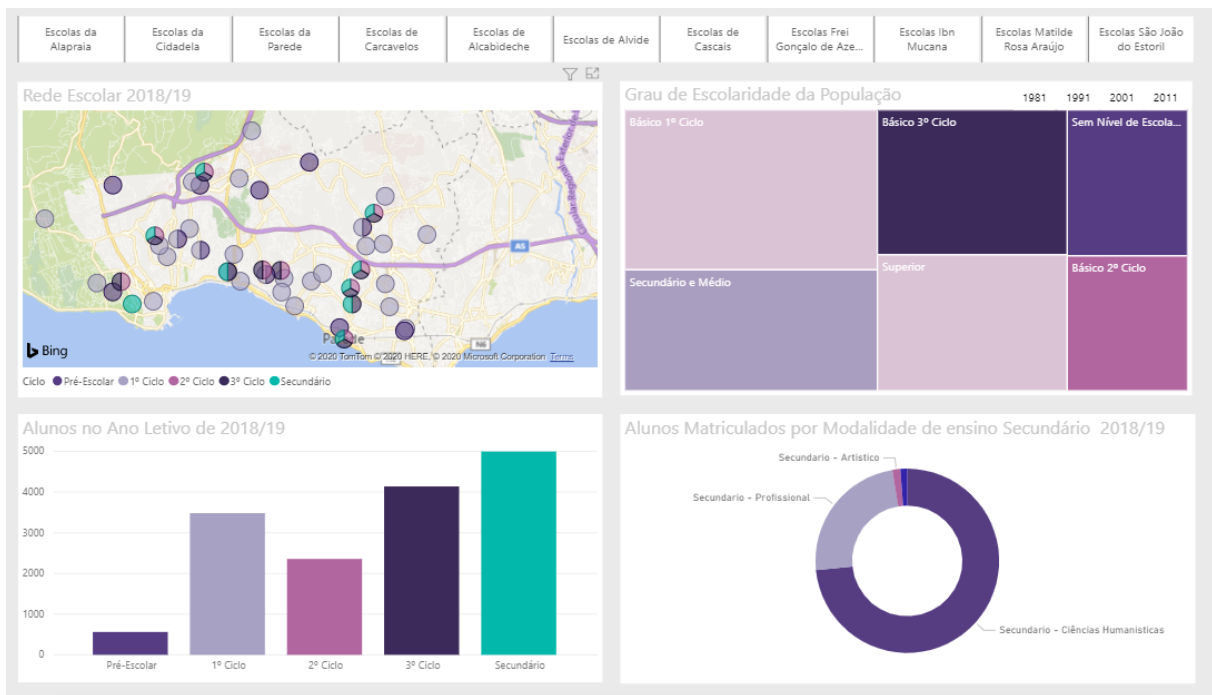 Escolas da
Alapraia
Escolas da
Cidadela
Escolas da
Parede
Escolas de
Carcavelos
Escolas de
Alcabideche
Escolas de Alvide
Escolas de
Cascais
Escolas Frei
Gonçalo de Aze...
Escolas Ibn
Mucana
Escolas Matilde
Rosa Araújo
Escolas São João
do Estoril
Rede Escolar 2018/19
Circular Regional Exterior de
A5
N6
Bing
© 2020 TomTom © 2020 HERE, © 2020 Microsoft Corporation Terms
Ciclo Pré-Escolar 1º Ciclo 2º Ciclo 3º Ciclo Secundário
Grau de Escolaridade da População
1981 1991 2001 2011
Básico 1º Ciclo
Básico 3º Ciclo
Sem Nível de Escola...
Secundário e Médio
Superior
Básico 2º Ciclo
Alunos no Ano Letivo de 2018/19
5000
4000
3000
2000
1000
0
Pré-Escolar 1º Ciclo 2º Ciclo 3º Ciclo Secundário
Alunos Matriculados por Modalidade de ensino Secundário 2018/19
Secundario - Artistico
Secundario - Profissional
Secundario - Ciências Humanisticas